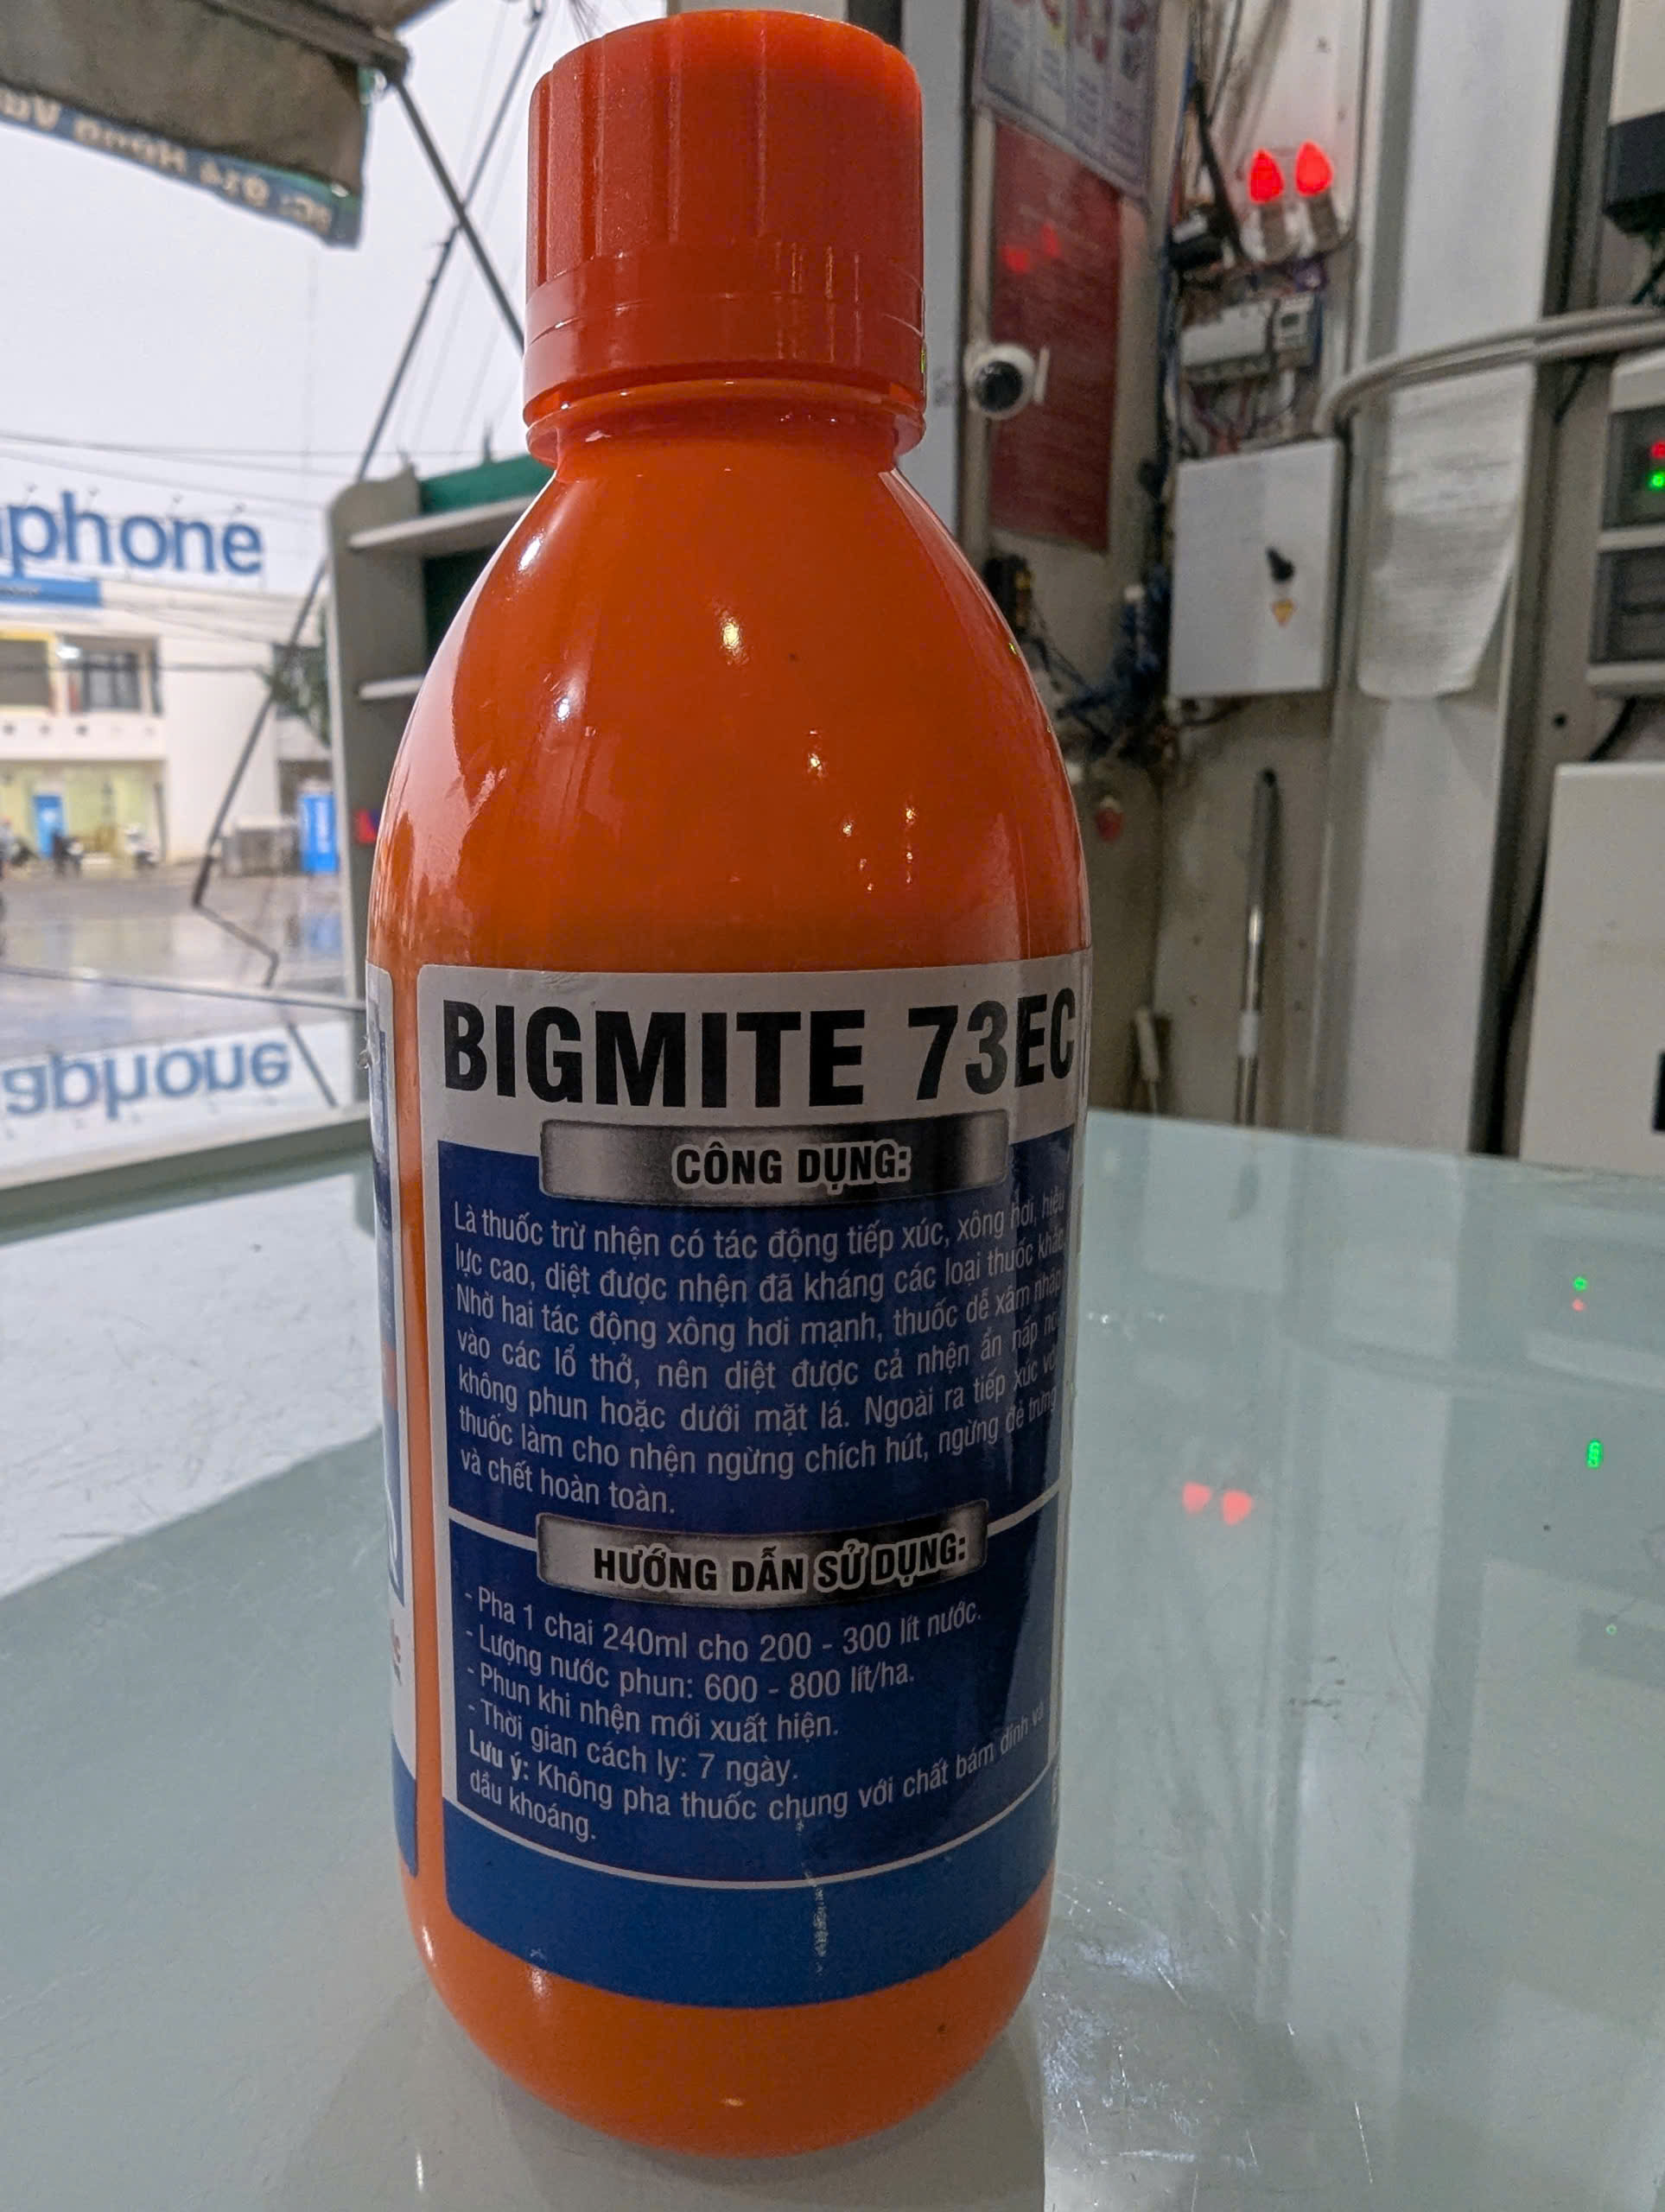 aphone
BIGMITE 73EC
CÔNG DỤNG:
Là thuốc trừ nhện có tác động tiếp xúc, xông hơi, hiệu
lực cao, diệt được nhện đã kháng các loại thuốc khác.
Nhờ hai tác động xông hơi mạnh, thuốc dễ xâm nhập
vào các lổ thở, nên diệt được cả nhện ẩn nấp nơi
không phun hoặc dưới mặt lá. Ngoài ra tiếp xúc với
thuốc làm cho nhện ngừng chích hút, ngừng đẻ trứng
và chết hoàn toàn.
HƯỚNG DẪN SỬ DỤNG:
- Pha 1 chai 240ml cho 200 - 300 lít nước.
- Lượng nước phun: 600 - 800 lít/ha.
- Phun khi nhện mới xuất hiện.
- Thời gian cách ly: 7 ngày.
Lưu ý: Không pha thuốc chung với chất bám dính và
dầu khoáng.